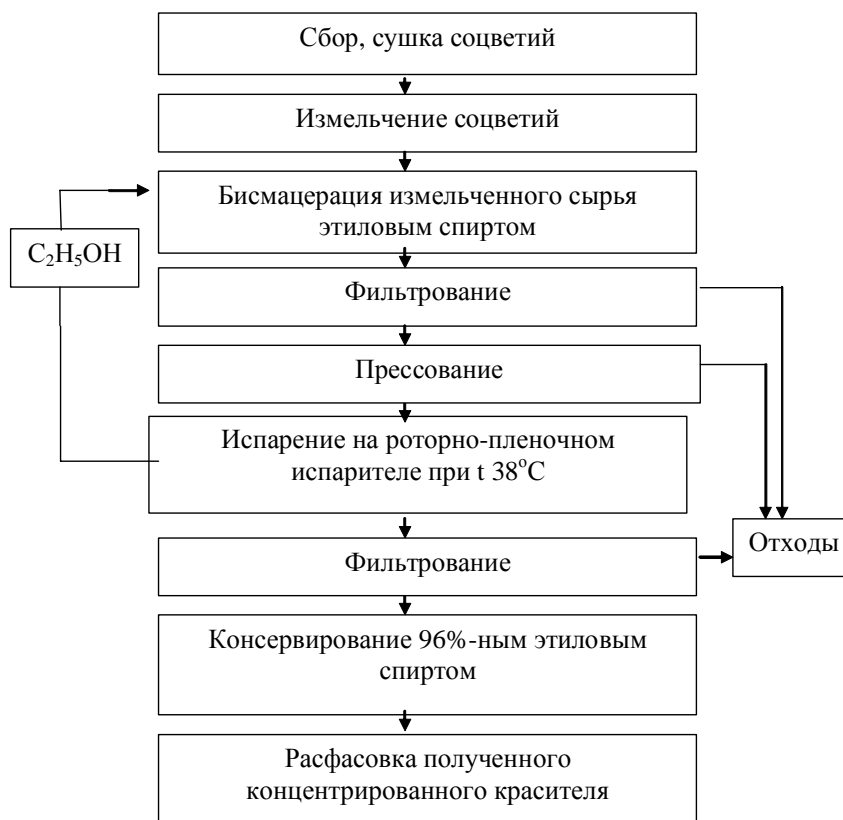 Сбор, сушка соцветий
Измельчение соцветий
Бисмацерация измельченного сырья
этиловым спиртом
C₂H₅OH
Фильтрование
Прессование
Испарение на роторно-пленочном
испарителе при t 38°С
Отходы
Фильтрование
Консервирование 96%-ным этиловым
спиртом
Расфасовка полученного
концентрированного красителя